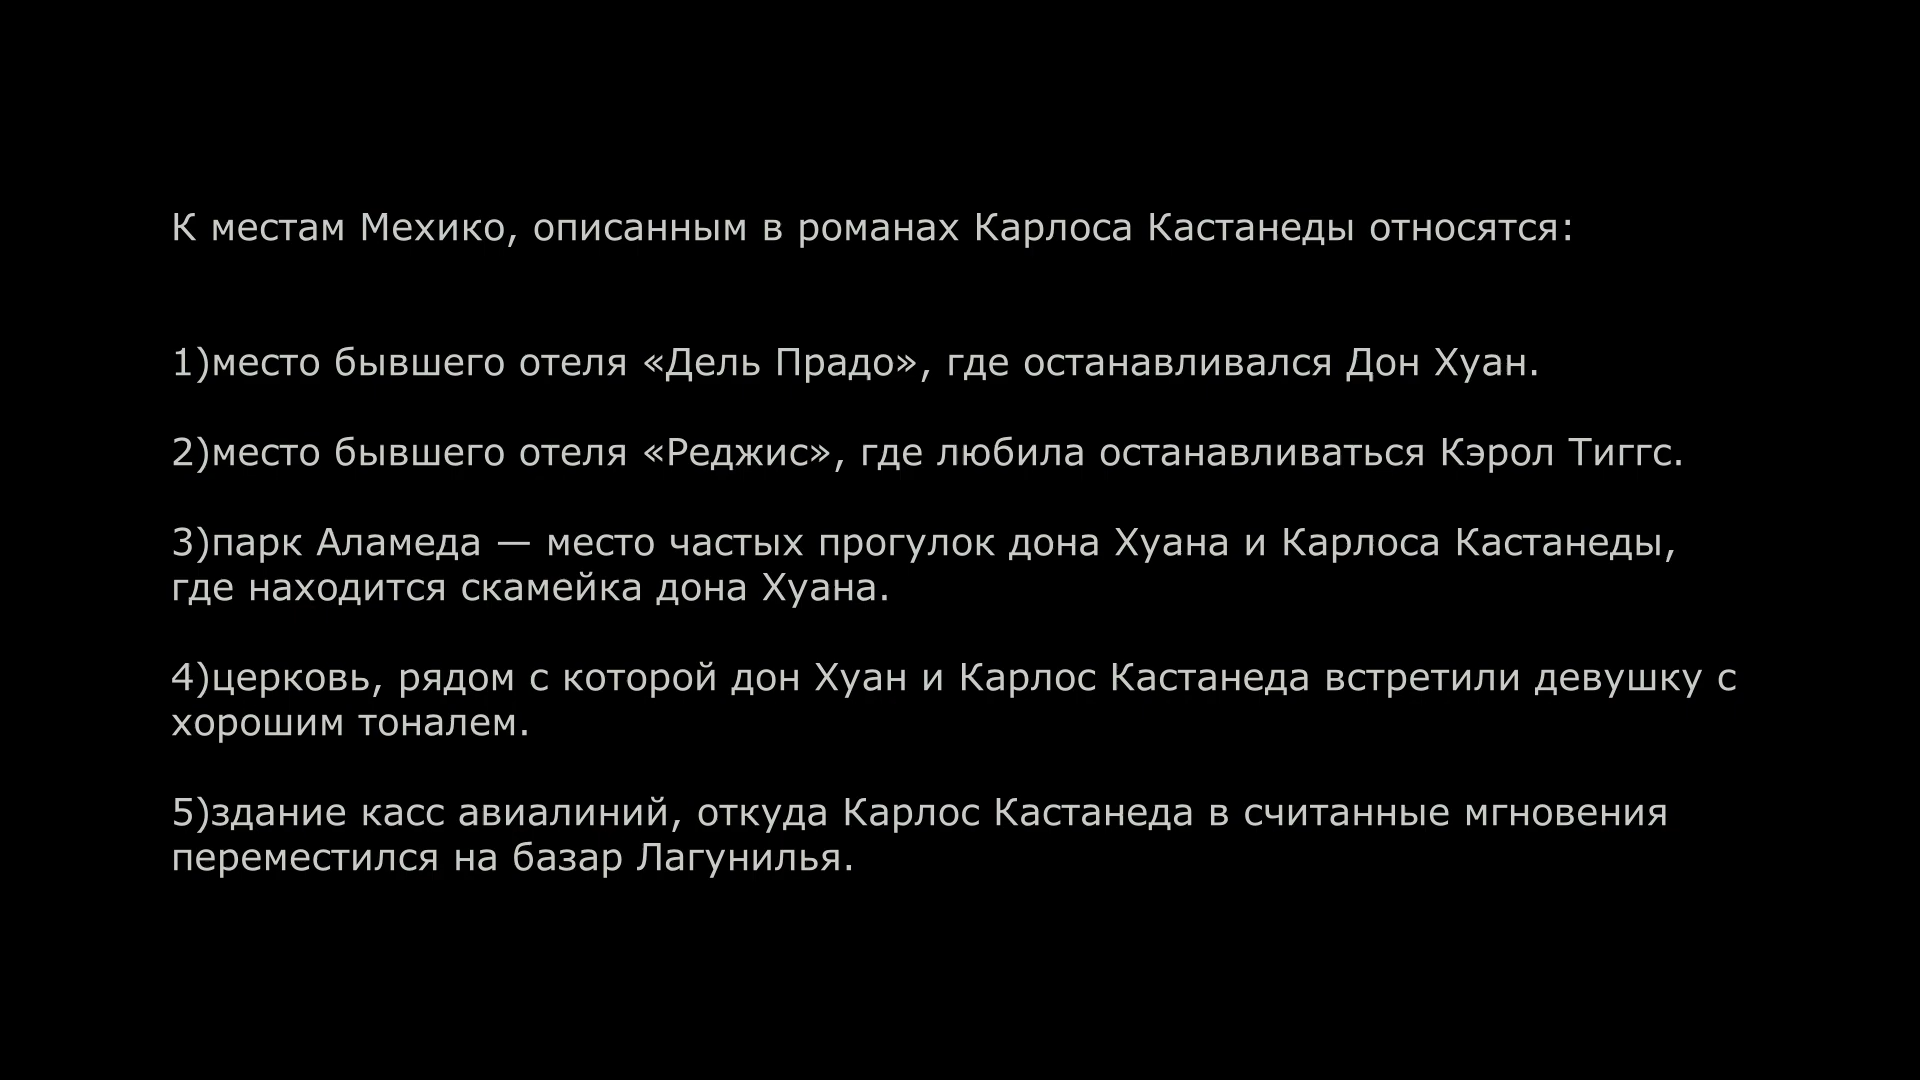 К местам Мехико, описанным в романах Карлоса Кастанеды относятся:
1)место бывшего отеля «Дель Прадо», где останавливался Дон Хуан.
2)место бывшего отеля «Реджис», где любила останавливаться Кэрол Тиггс.
3)парк Аламеда — место частых прогулок дона Хуана и Карлоса Кастанеды,
где находится скамейка дона Хуана.
4)церковь, рядом с которой дон Хуан и Карлос Кастанеда встретили девушку с
хорошим тоналем.
5)здание касс авиалиний, откуда Карлос Кастанеда в считанные мгновения
переместился на базар Лагунилья.